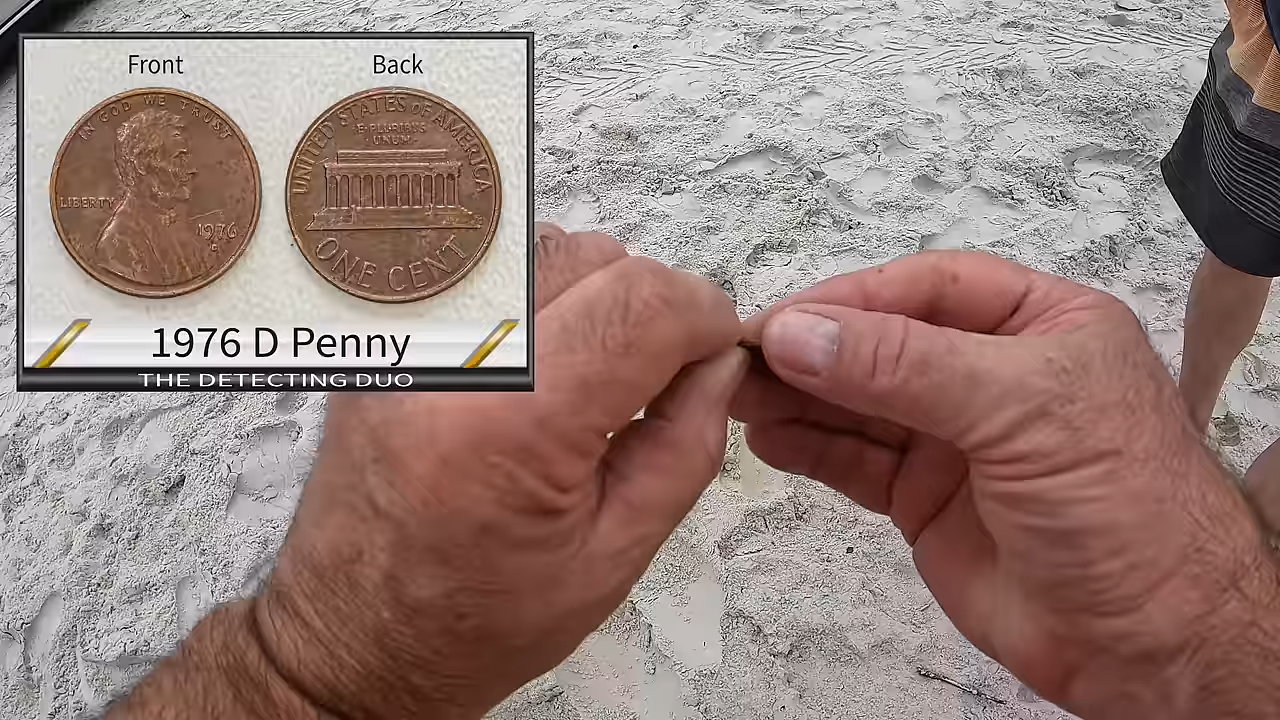 Front
Back
IN GOD WE TRUST
LIBERTY
1976
D
UNITED STATES OF AMERICA
E·PLURIBUS
·UNUM·
ONE CENT
1976 D Penny
THE DETECTING DUO